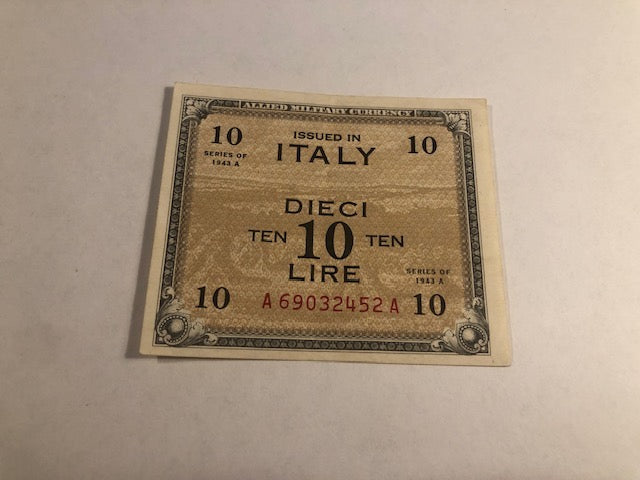 ALLIED MILITARY CURRENCY
10 ISSUED IN 10
SERIES OF
1943 A
ITALY
DIECI
TEN 10 TEN
LIRE
SERIES OF
1943 A
10 A 69032452 A 10